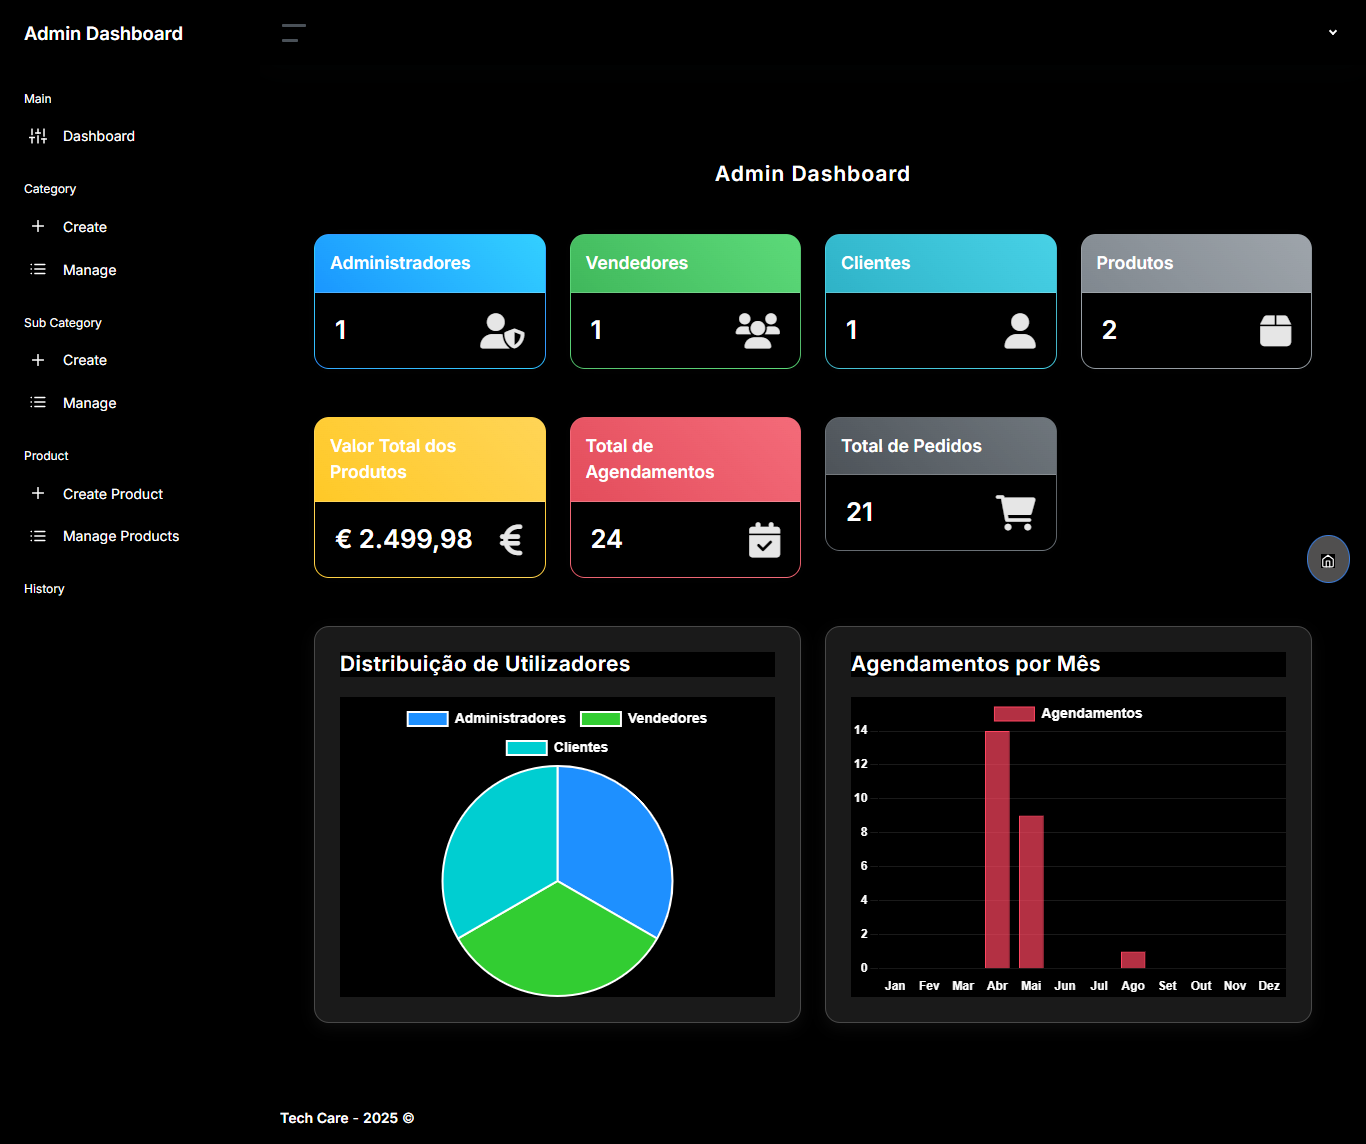 Admin Dashboard
Main
Dashboard
Category
Create
Manage
Sub Category
Create
Manage
Product
Create Product
Manage Products
History
Admin Dashboard
Administradores
1
Vendedores
1
Clientes
1
Produtos
2
Valor Total dos
Produtos
€ 2.499,98
Total de
Agendamentos
24
Total de Pedidos
21
Distribuição de Utilizadores
Administradores Vendedores
Clientes
Agendamentos por Mês
Agendamentos
14
12
10
8
6
4
2
0
Jan Fev Mar Abr Mai Jun Jul Ago Set Out Nov Dez
Tech Care - 2025 ©